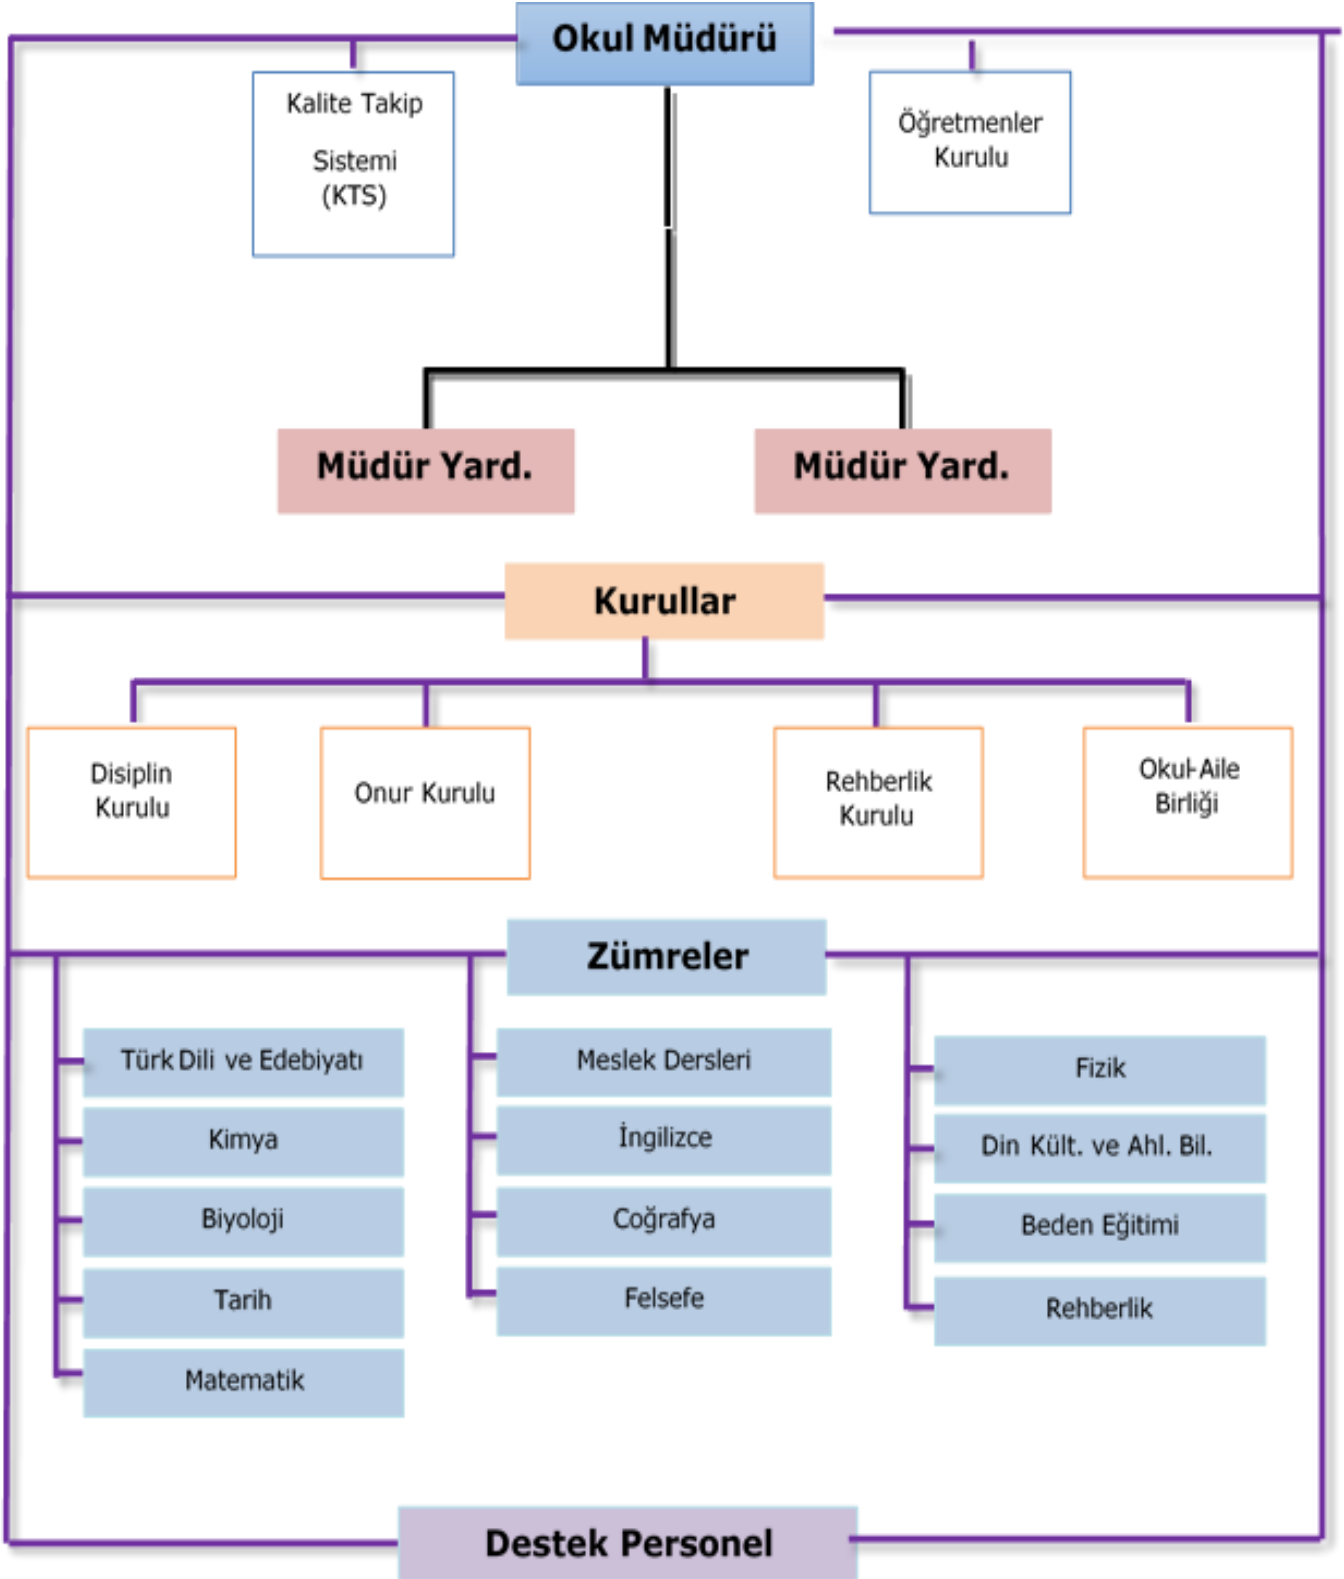 Okul Müdürü
Kalite Takip
Sistemi
(KTS)
Öğretmenler
Kurulu
Müdür Yard.
Müdür Yard.
Kurullar
Disiplin
Kurulu
Onur Kurulu
Rehberlik
Kurulu
Okul-Aile
Birliği
Zümreler
Türk Dili ve Edebiyatı
Kimya
Biyoloji
Tarih
Matematik
Meslek Dersleri
İngilizce
Coğrafya
Felsefe
Fizik
Din Kült. ve Ahl. Bil.
Beden Eğitimi
Rehberlik
Destek Personel